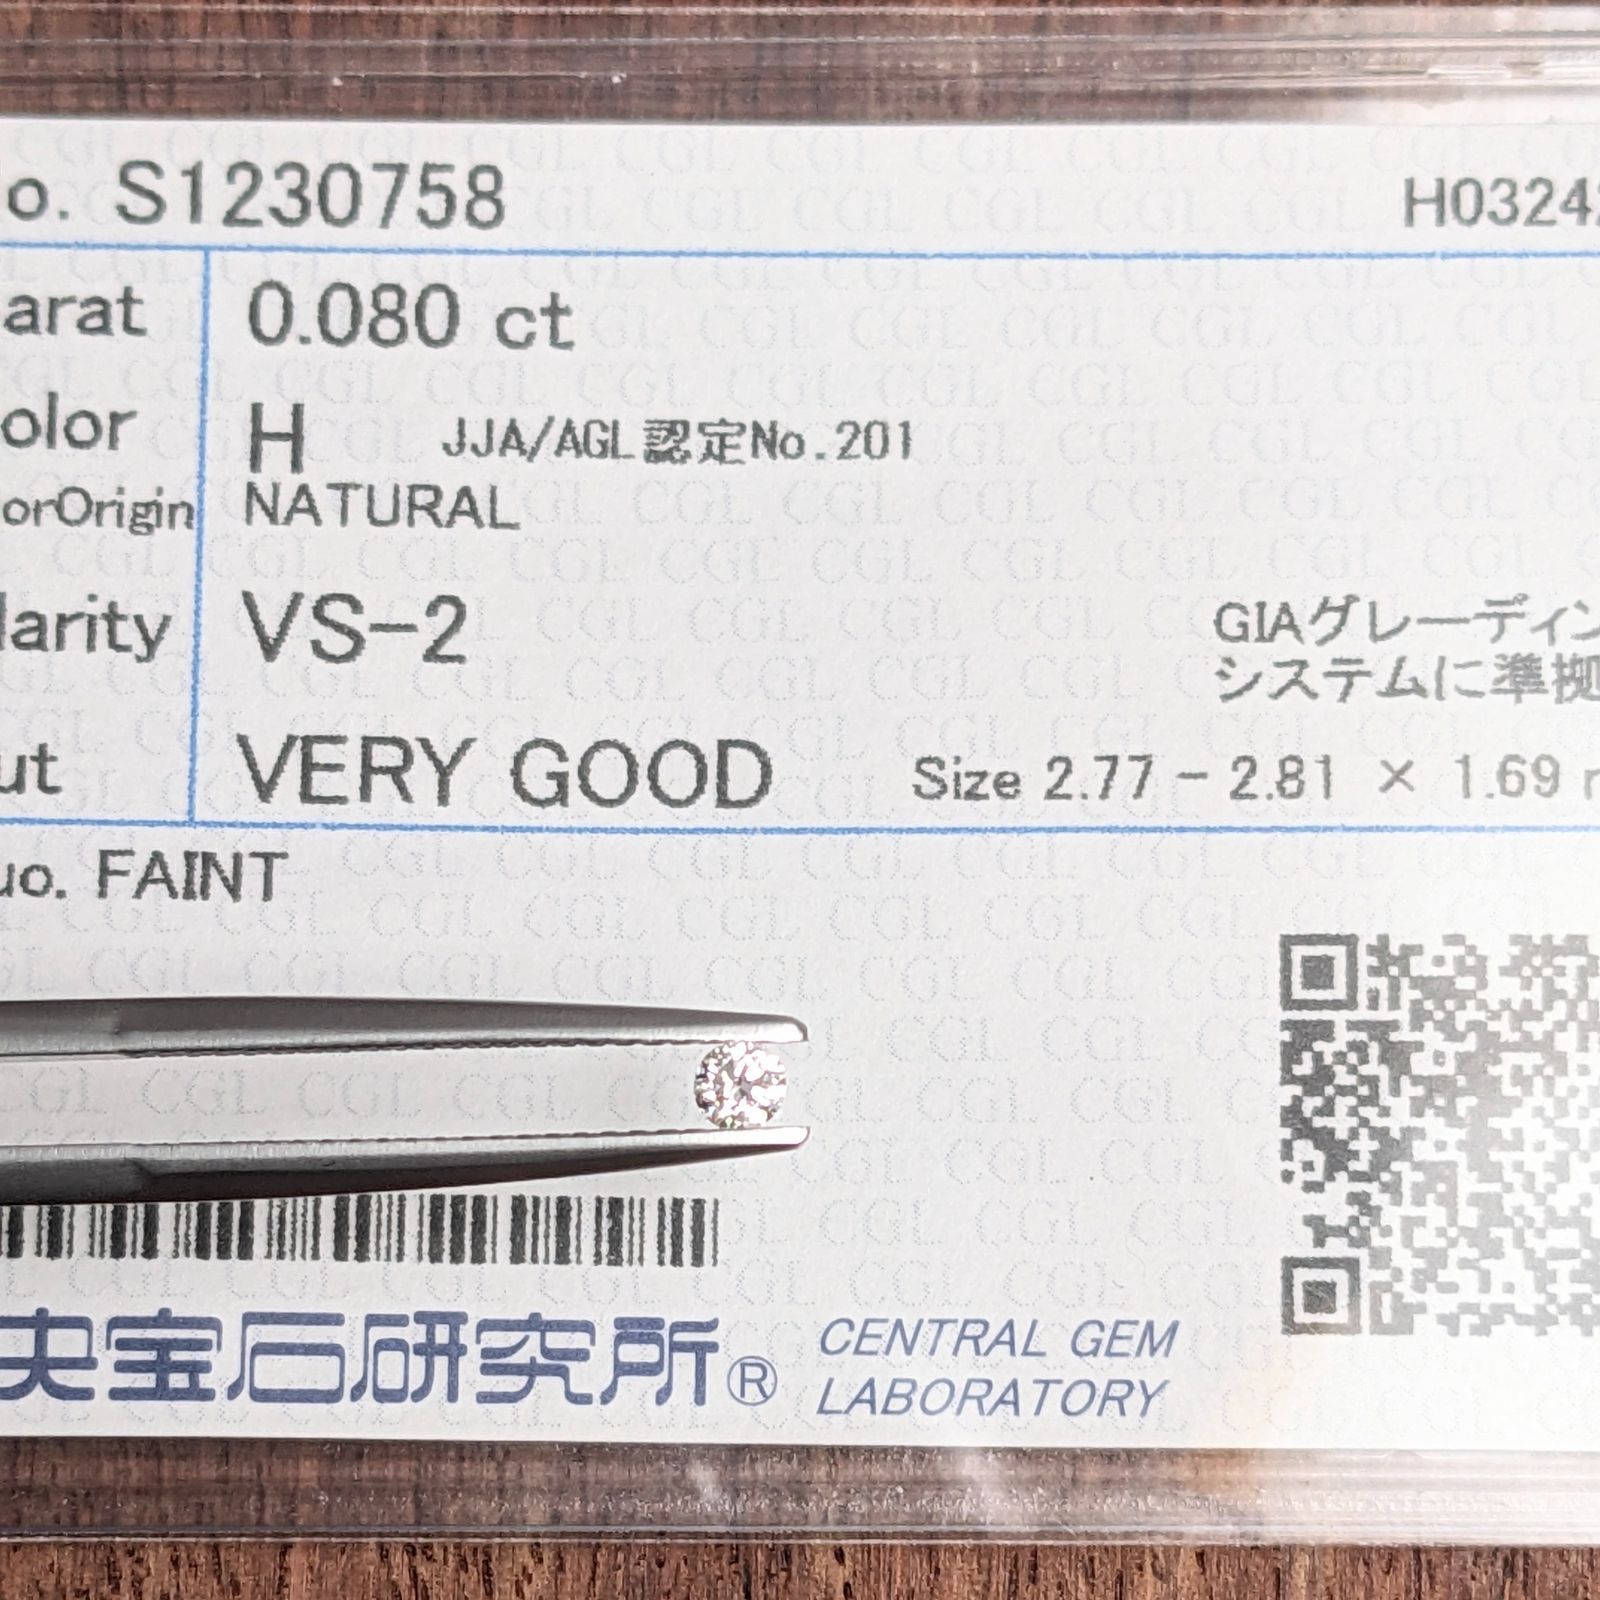 o. S1230758 H0324
arat 0.080 ct
olor H JJA/AGL認定No.201
orOrigin NATURAL
larity VS-2 GIAグレーディン
システムに準拠
ut VERY GOOD Size 2.77 - 2.81 × 1.69
uo. FAINT
央宝石研究所® CENTRAL GEM
LABORATORY